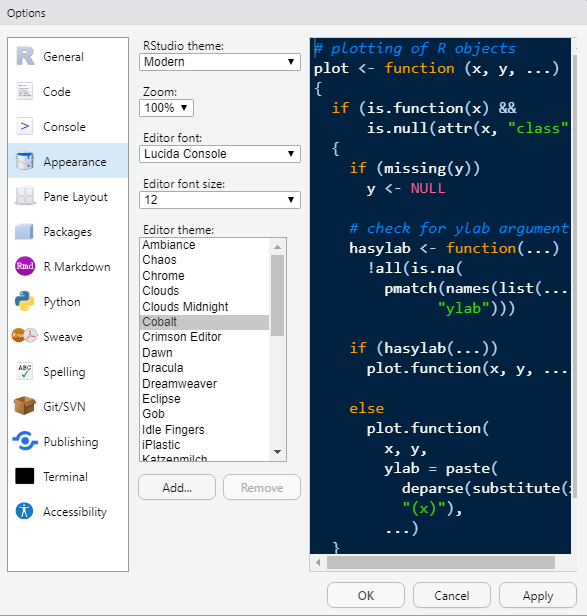 Options
General
Code
Console
Appearance
Pane Layout
Packages
Rmd
R Markdown
Python
Sweave
ABC
Spelling
Git/SVN
Publishing
Terminal
Accessibility
RStudio theme:
Modern
Zoom:
100%
Editor font:
Lucida Console
Editor font size:
12
Editor theme:
Ambiance
Chaos
Chrome
Clouds
Clouds Midnight
Cobalt
Crimson Editor
Dawn
Dracula
Dreamweaver
Eclipse
Gob
Idle Fingers
iPlastic
Katzenmilch
Add...
Remove
# plotting of R objects
plot <- function (x, y, ...)
{
if (is.function(x) &&
is.null(attr(x, "class"
{
if (missing(y))
y <- NULL
# check for ylab argument
hasylab <- function(...)
!all(is.na(
pmatch(names(list(...
"ylab")))
if (hasylab(...))
plot.function(x, y, ...
else
plot.function(
x, y,
ylab = paste(
deparse(substitute(
"(x)"),
...)
}
OK
Cancel
Apply